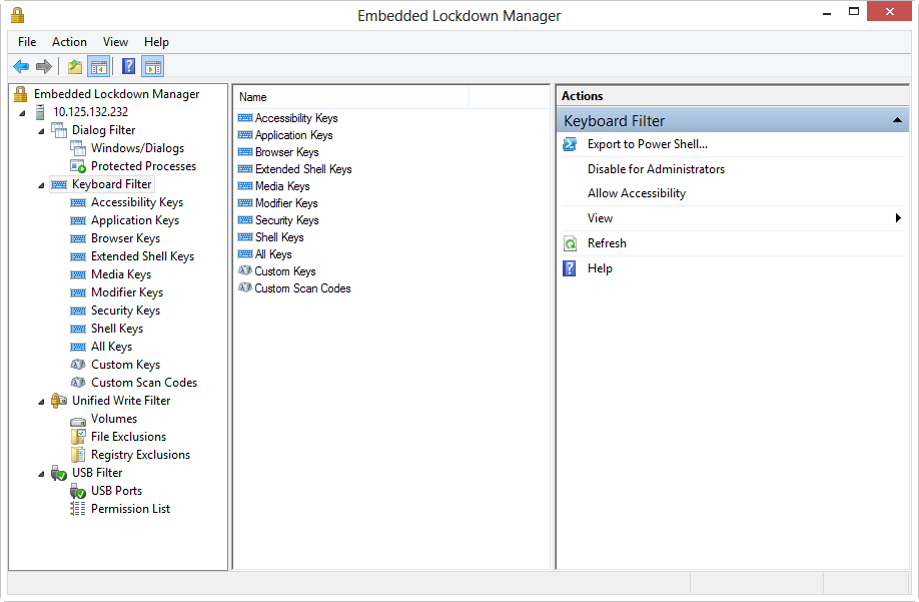 Embedded Lockdown Manager
File Action View Help
Embedded Lockdown Manager
10.125.132.232
Dialog Filter
Windows/Dialogs
Protected Processes
Keyboard Filter
Accessibility Keys
Application Keys
Browser Keys
Extended Shell Keys
Media Keys
Modifier Keys
Security Keys
Shell Keys
All Keys
Custom Keys
Custom Scan Codes
Unified Write Filter
Volumes
File Exclusions
Registry Exclusions
USB Filter
USB Ports
Permission List
Name
Accessibility Keys
Application Keys
Browser Keys
Extended Shell Keys
Media Keys
Modifier Keys
Security Keys
Shell Keys
All Keys
Custom Keys
Custom Scan Codes
Actions
Keyboard Filter
Export to Power Shell...
Disable for Administrators
Allow Accessibility
View
Refresh
Help